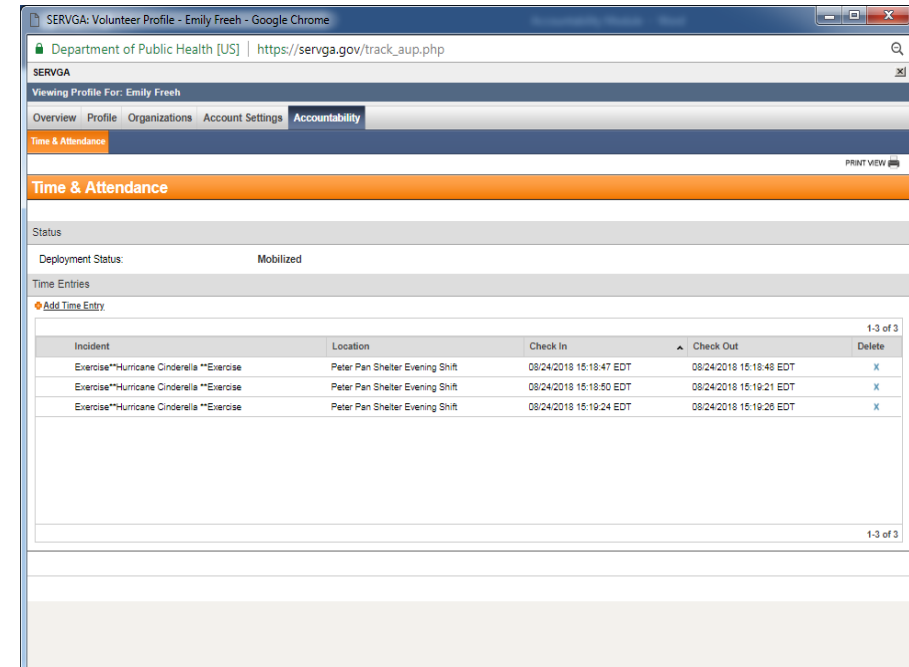 SERVGA: Volunteer Profile - Emily Freeh - Google Chrome
Department of Public Health [US] | https://servga.gov/track_aup.php
SERVGA
Viewing Profile For: Emily Freeh
Overview Profile Organizations Account Settings Accountability
Time & Attendance
PRINT VIEW
Time & Attendance
Status
Deployment Status: Mobilized
Time Entries
Add Time Entry
1-3 of 3
Incident Location Check In Check Out Delete
Exercise**Hurricane Cinderella **Exercise Peter Pan Shelter Evening Shift 08/24/2018 15:18:47 EDT 08/24/2018 15:18:48 EDT X
Exercise**Hurricane Cinderella **Exercise Peter Pan Shelter Evening Shift 08/24/2018 15:18:50 EDT 08/24/2018 15:19:21 EDT X
Exercise**Hurricane Cinderella **Exercise Peter Pan Shelter Evening Shift 08/24/2018 15:19:24 EDT 08/24/2018 15:19:26 EDT X
1-3 of 3